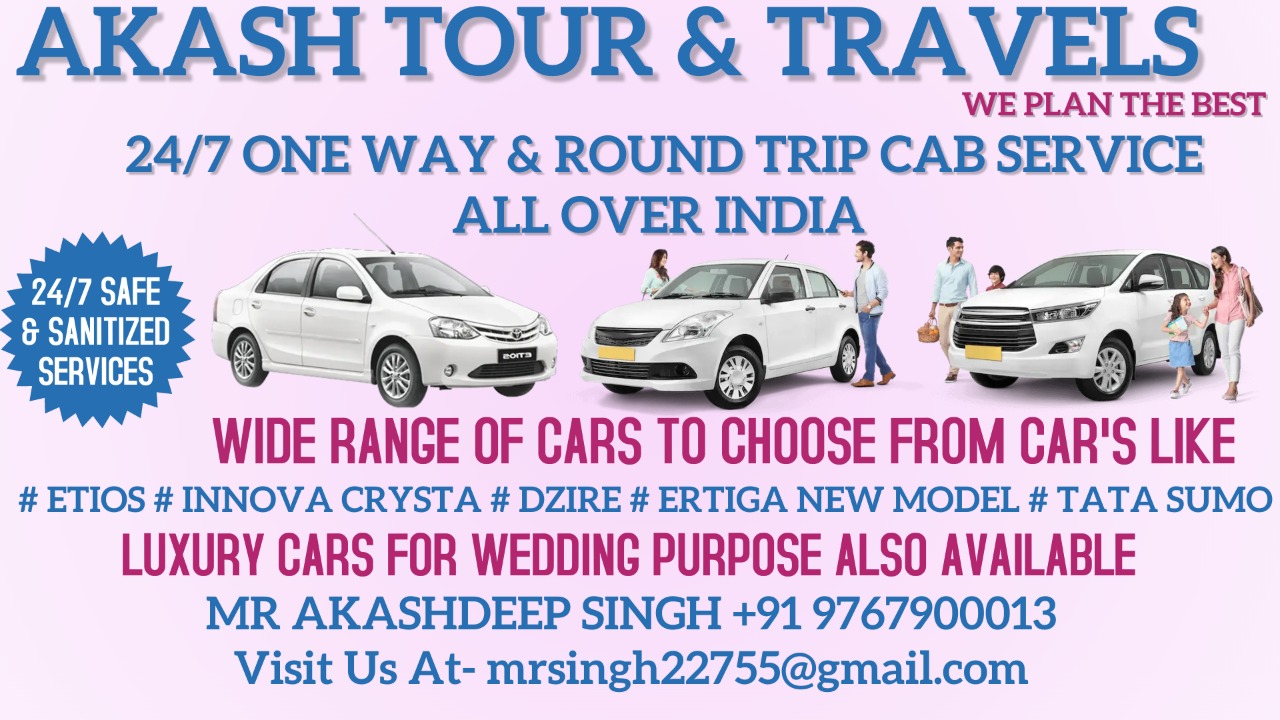 AKASH TOUR & TRAVELS
WE PLAN THE BEST
24/7 ONE WAY & ROUND TRIP CAB SERVICE
ALL OVER INDIA
24/7 SAFE
& SANITIZED
SERVICES
ETIOS
WIDE RANGE OF CARS TO CHOOSE FROM CAR'S LIKE
# ETIOS # INNOVA CRYSTA # DZIRE # ERTIGA NEW MODEL # TATA SUMO
LUXURY CARS FOR WEDDING PURPOSE ALSO AVAILABLE
MR AKASHDEEP SINGH +91 9767900013
Visit Us At- mrsingh22755@gmail.com